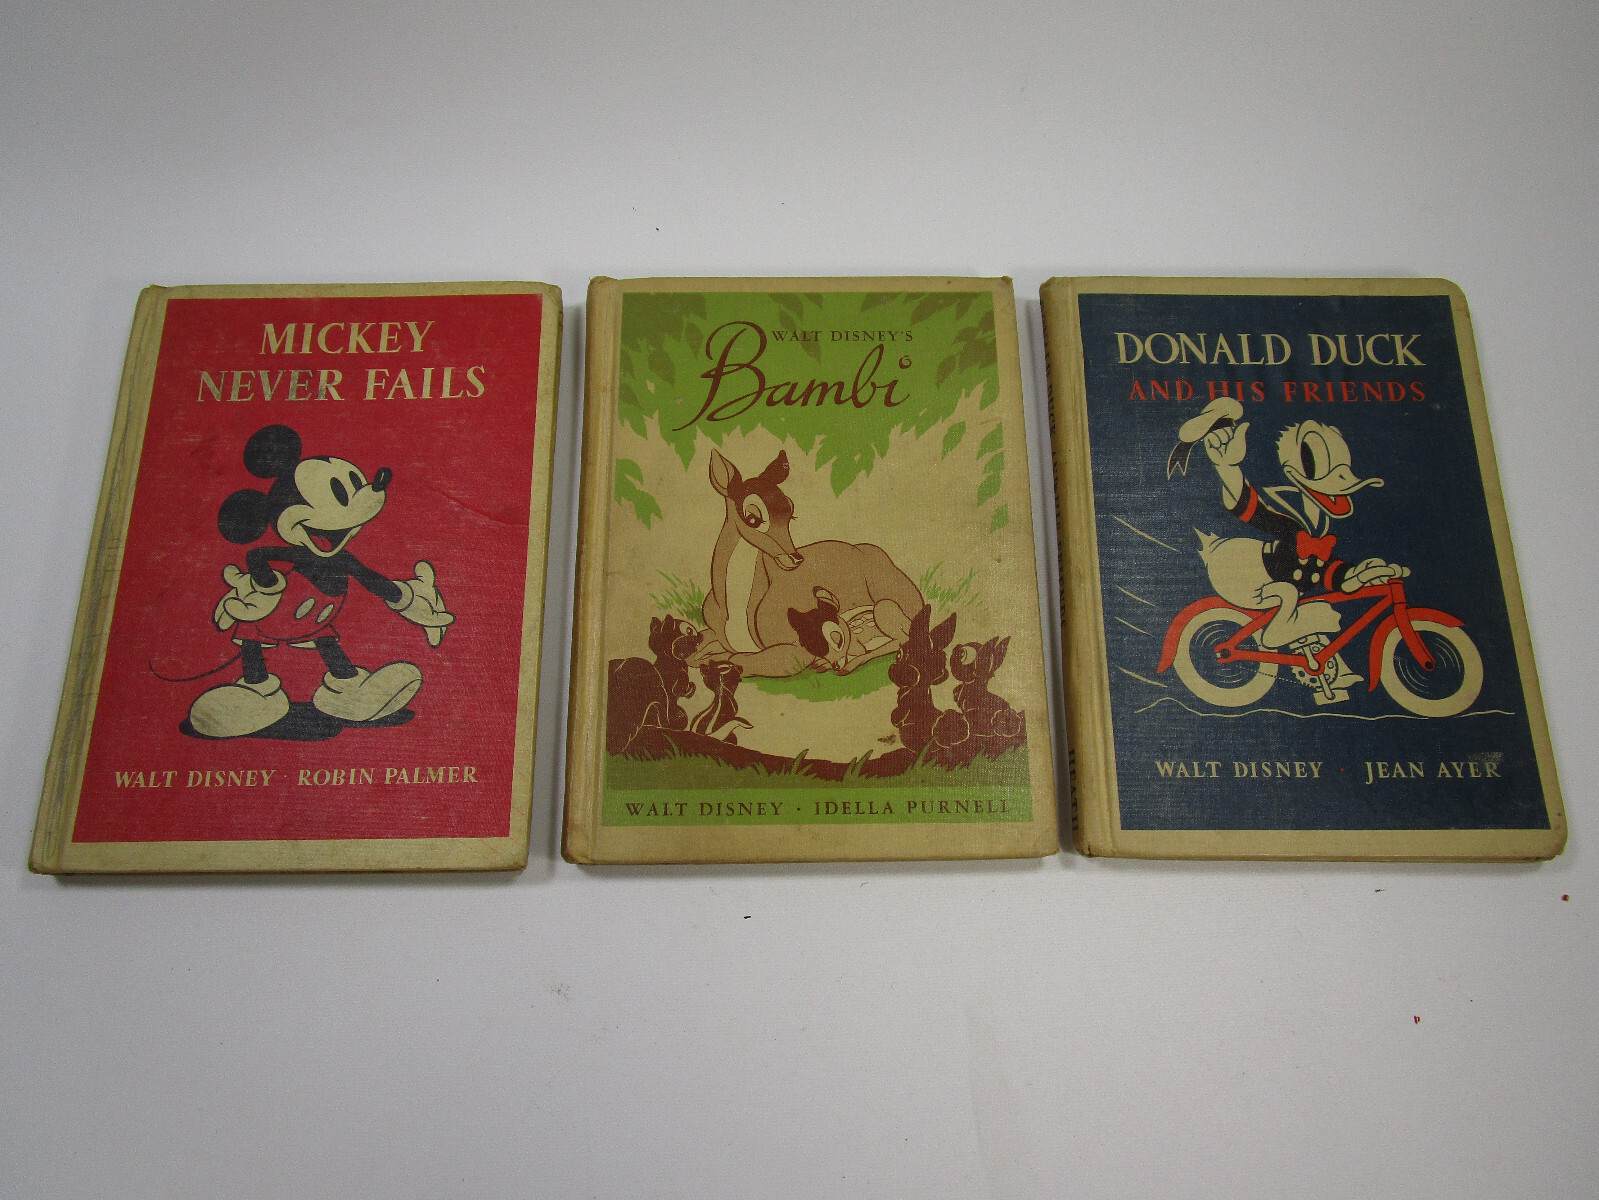 MICKEY
NEVER FAILS
WALT DISNEY · ROBIN PALMER
WALT DISNEY'S
Bambi
WALT DISNEY · IDELLA PURNELL
DONALD DUCK
AND HIS FRIENDS
WALT DISNEY · JEAN AYER
HEATH